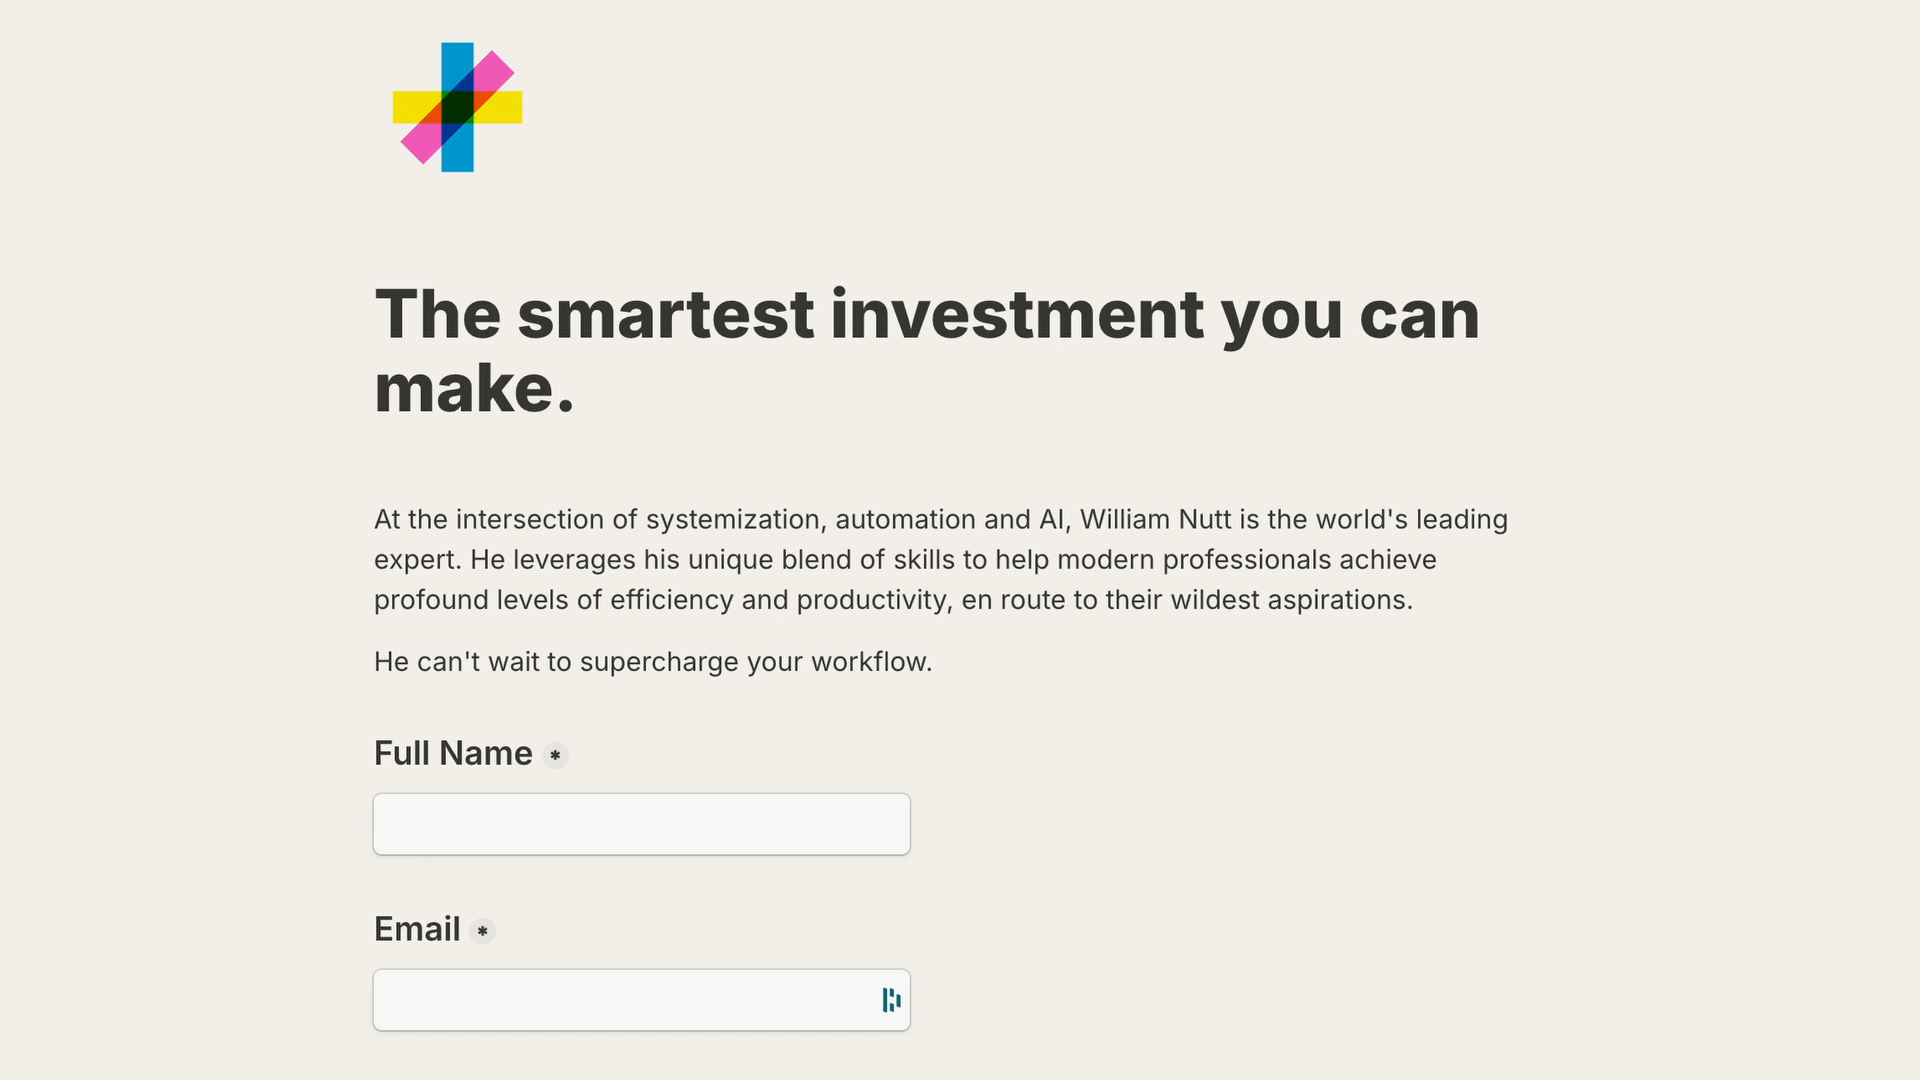 The smartest investment you can
make.
At the intersection of systemization, automation and AI, William Nutt is the world's leading
expert. He leverages his unique blend of skills to help modern professionals achieve
profound levels of efficiency and productivity, en route to their wildest aspirations.
He can't wait to supercharge your workflow.
Full Name *
Email *